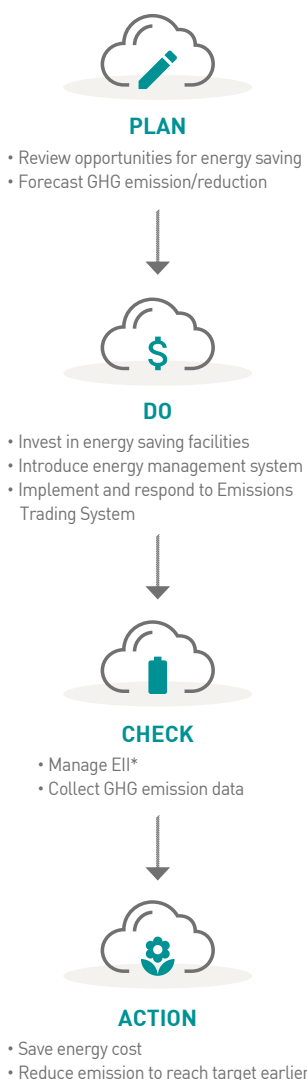 PLAN
• Review opportunities for energy saving
• Forecast GHG emission/reduction
$
DO
• Invest in energy saving facilities
• Introduce energy management system
• Implement and respond to Emissions
Trading System
CHECK
• Manage EII*
• Collect GHG emission data
ACTION
• Save energy cost
• Reduce emission to reach target earlier